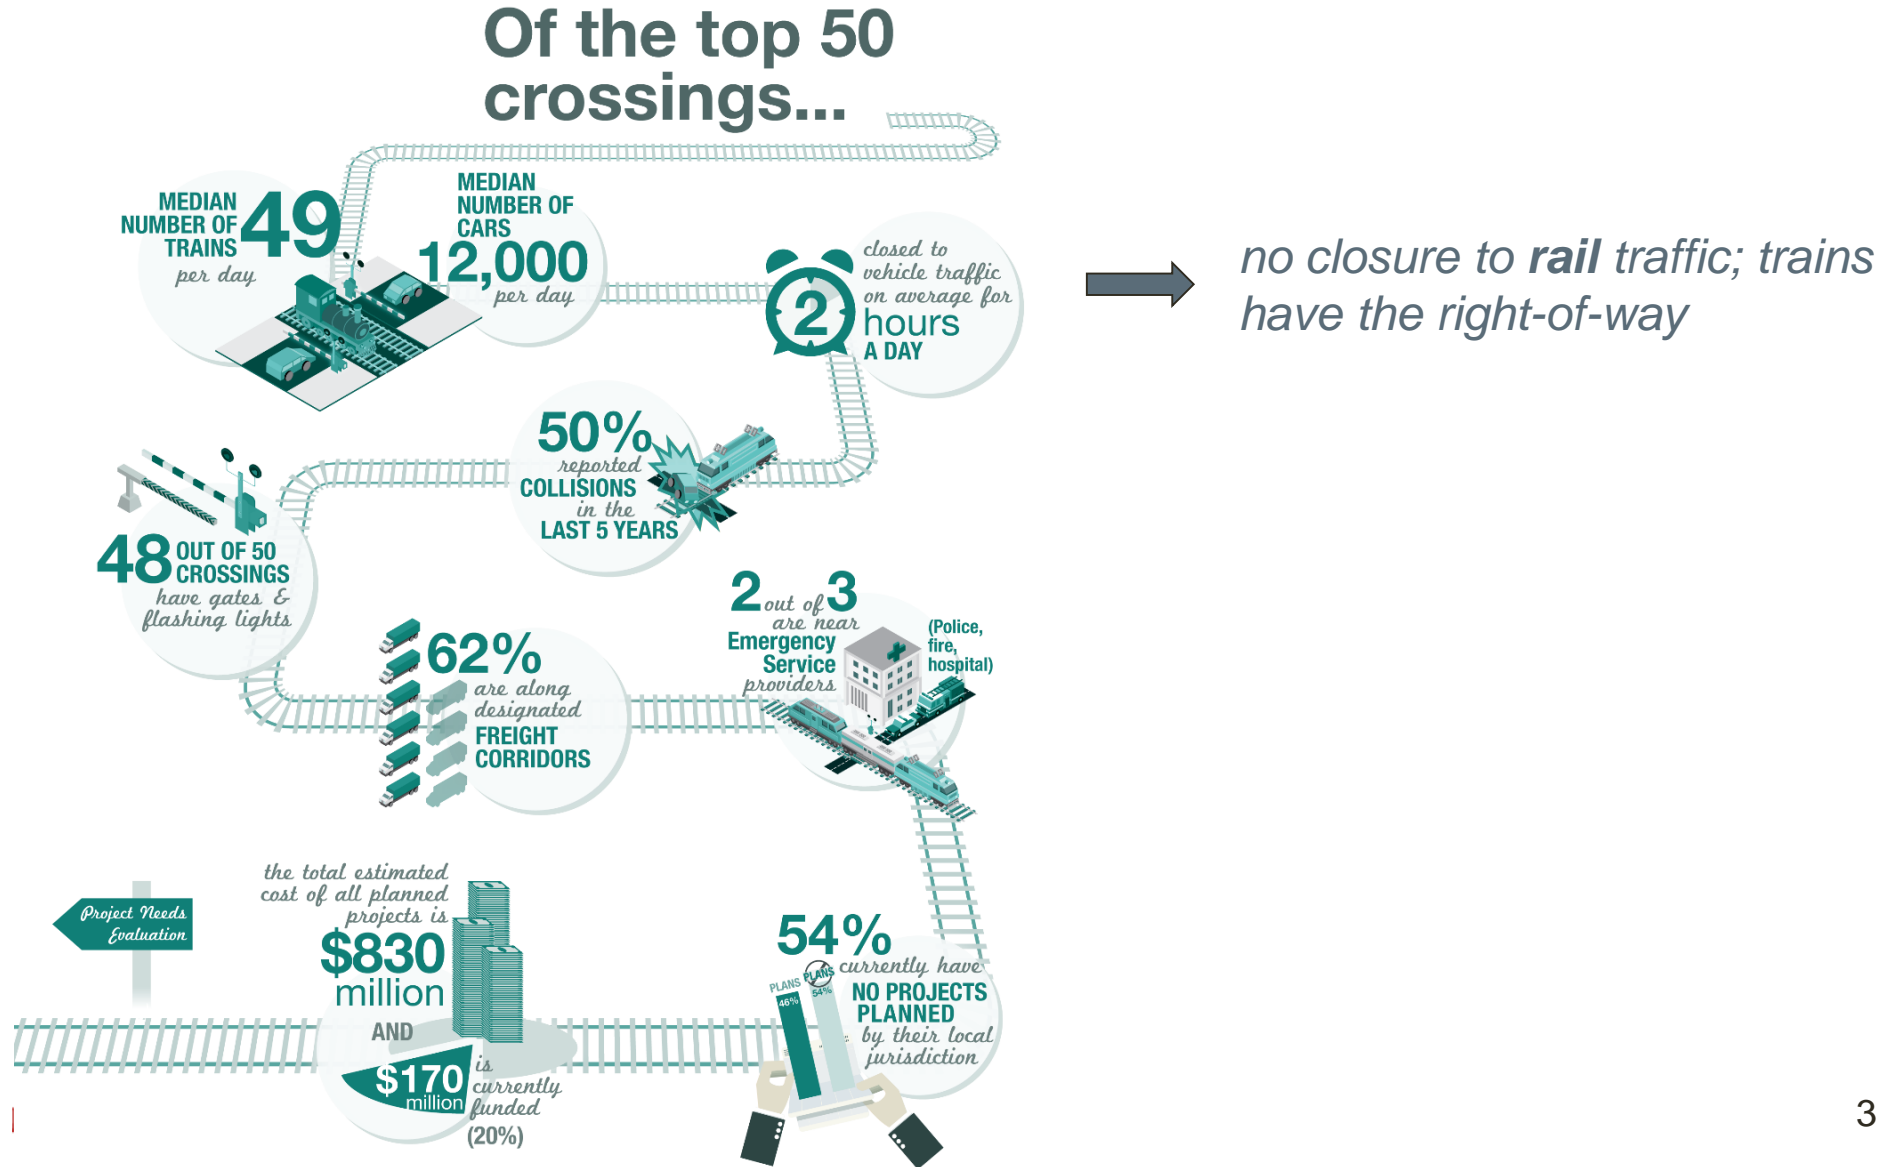 Of the top 50
crossings...
MEDIAN
NUMBER OF
TRAINS
49
per day
MEDIAN
NUMBER OF
CARS
12,000
per day
closed to
vehicle traffic
on average for
2
hours
A DAY
no closure to rail traffic; trains
have the right-of-way
50%
reported
COLLISIONS
in the
LAST 5 YEARS
48
OUT OF 50
CROSSINGS
have gates &
flashing lights
62%
are along
designated
FREIGHT
CORRIDORS
2 out of 3
are near
Emergency
Service
providers
(Police,
fire,
hospital)
54%
currently have
NO PROJECTS
PLANNED
by their local
jurisdiction
PLANS
46%
PLANS
54%
the total estimated
cost of all planned
projects is
$830
million
AND
$170
million
is
currently
funded
(20%)
Project Needs
Evaluation
3